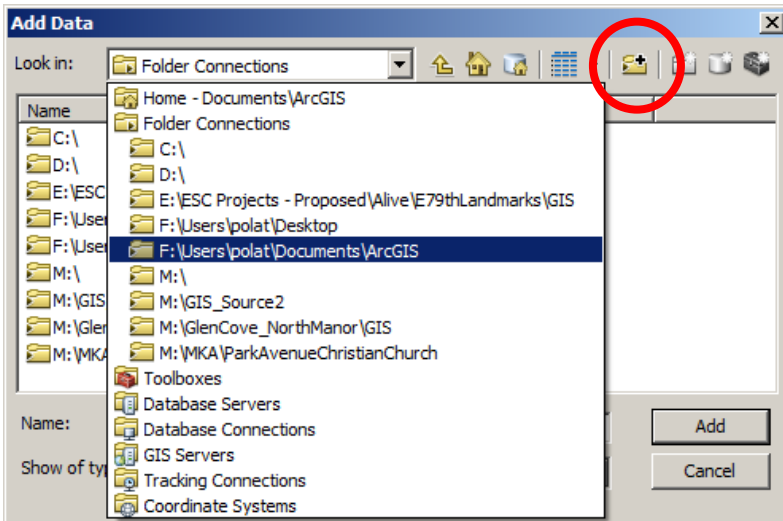 Add Data
Look in: Folder Connections
Home - Documents\ArcGIS
Name
Folder Connections
C:\
C:\
D:\
D:\
E:\ESC
E:\ESC Projects - Proposed\Alive\E79thLandmarks\GIS
F:\User
F:\Users\polat\Desktop
F:\User
F:\Users\polat\Documents\ArcGIS
M:\
M:\
M:\GIS
M:\GIS_Source2
M:\Gler
M:\GlenCove_NorthManor\GIS
M:\MKA
M:\MKA\ParkAvenueChristianChurch
Toolboxes
Database Servers
Name:
Database Connections
Add
GIS Servers
Show of typ
Tracking Connections
Cancel
Coordinate Systems